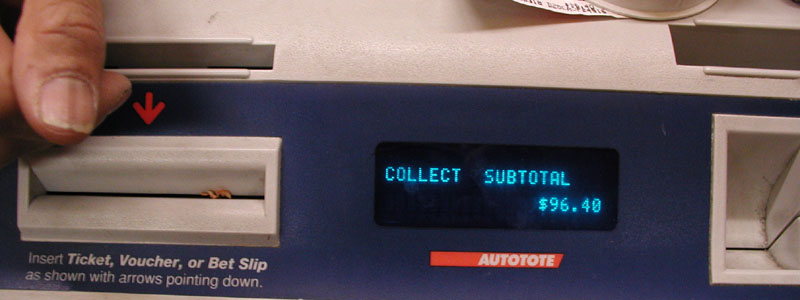 COLLECT SUBTOTAL
$96.40
AUTOTOTE
Insert Ticket, Voucher, or Bet Slip
as shown with arrows pointing down.